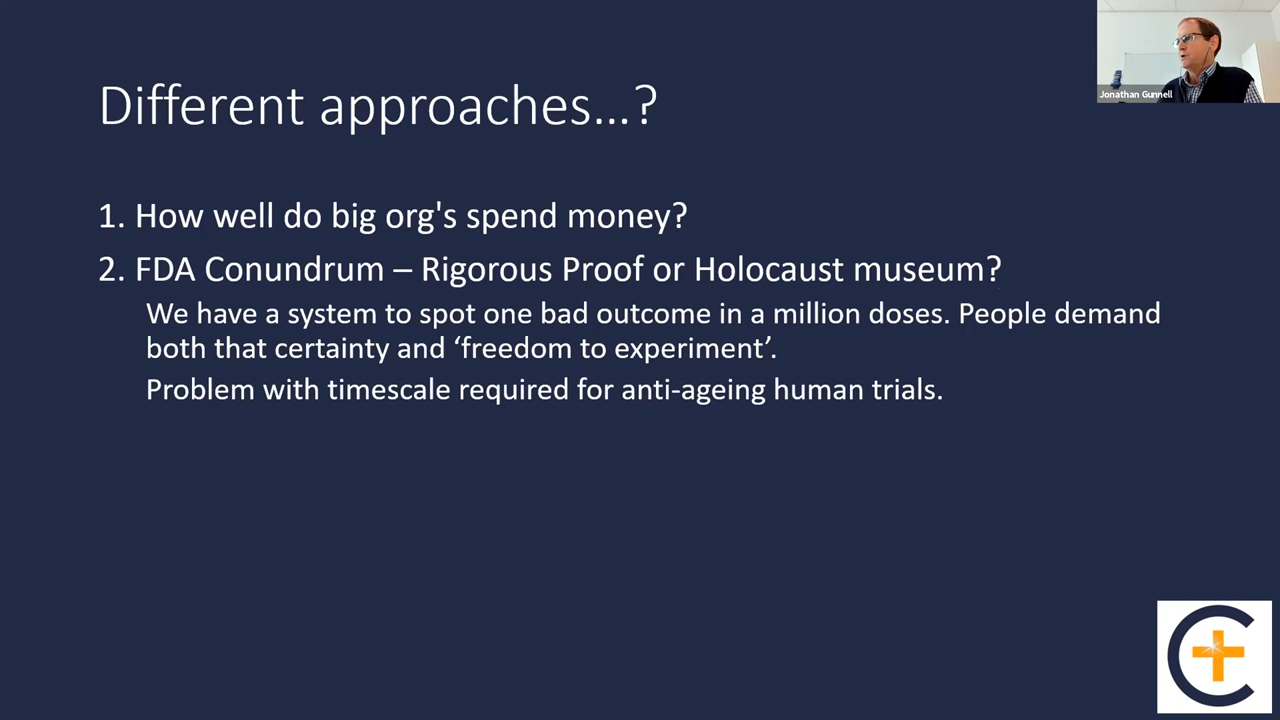 Jonathan Gunnell
Different approaches...?
1. How well do big org's spend money?
2. FDA Conundrum – Rigorous Proof or Holocaust museum?
We have a system to spot one bad outcome in a million doses. People demand
both that certainty and ‘freedom to experiment’.
Problem with timescale required for anti-ageing human trials.